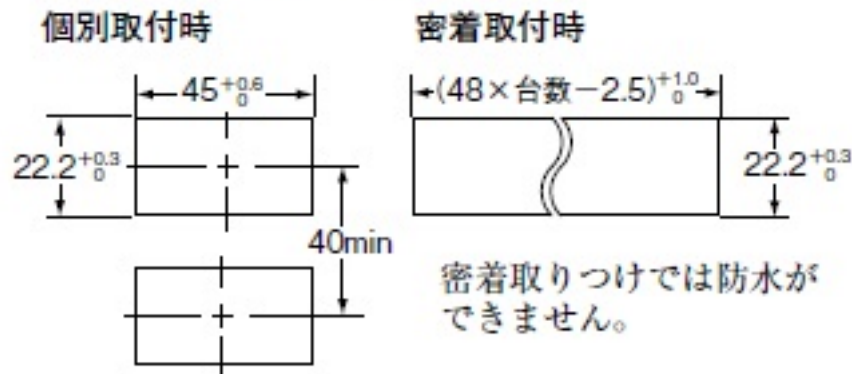 個別取付時
密着取付時
45 +0.6 0
(48×台数−2.5) +1.0 0
22.2 +0.3 0
22.2 +0.3 0
40min
密着取りつけでは防水が
できません。